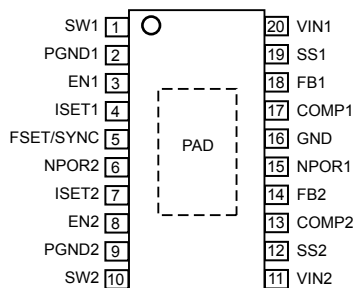 SW1 1
PGND1 2
EN1 3
ISET1 4
FSET/SYNC 5
NPOR2 6
ISET2 7
EN2 8
PGND2 9
SW2 10
PAD
20 VIN1
19 SS1
18 FB1
17 COMP1
16 GND
15 NPOR1
14 FB2
13 COMP2
12 SS2
11 VIN2